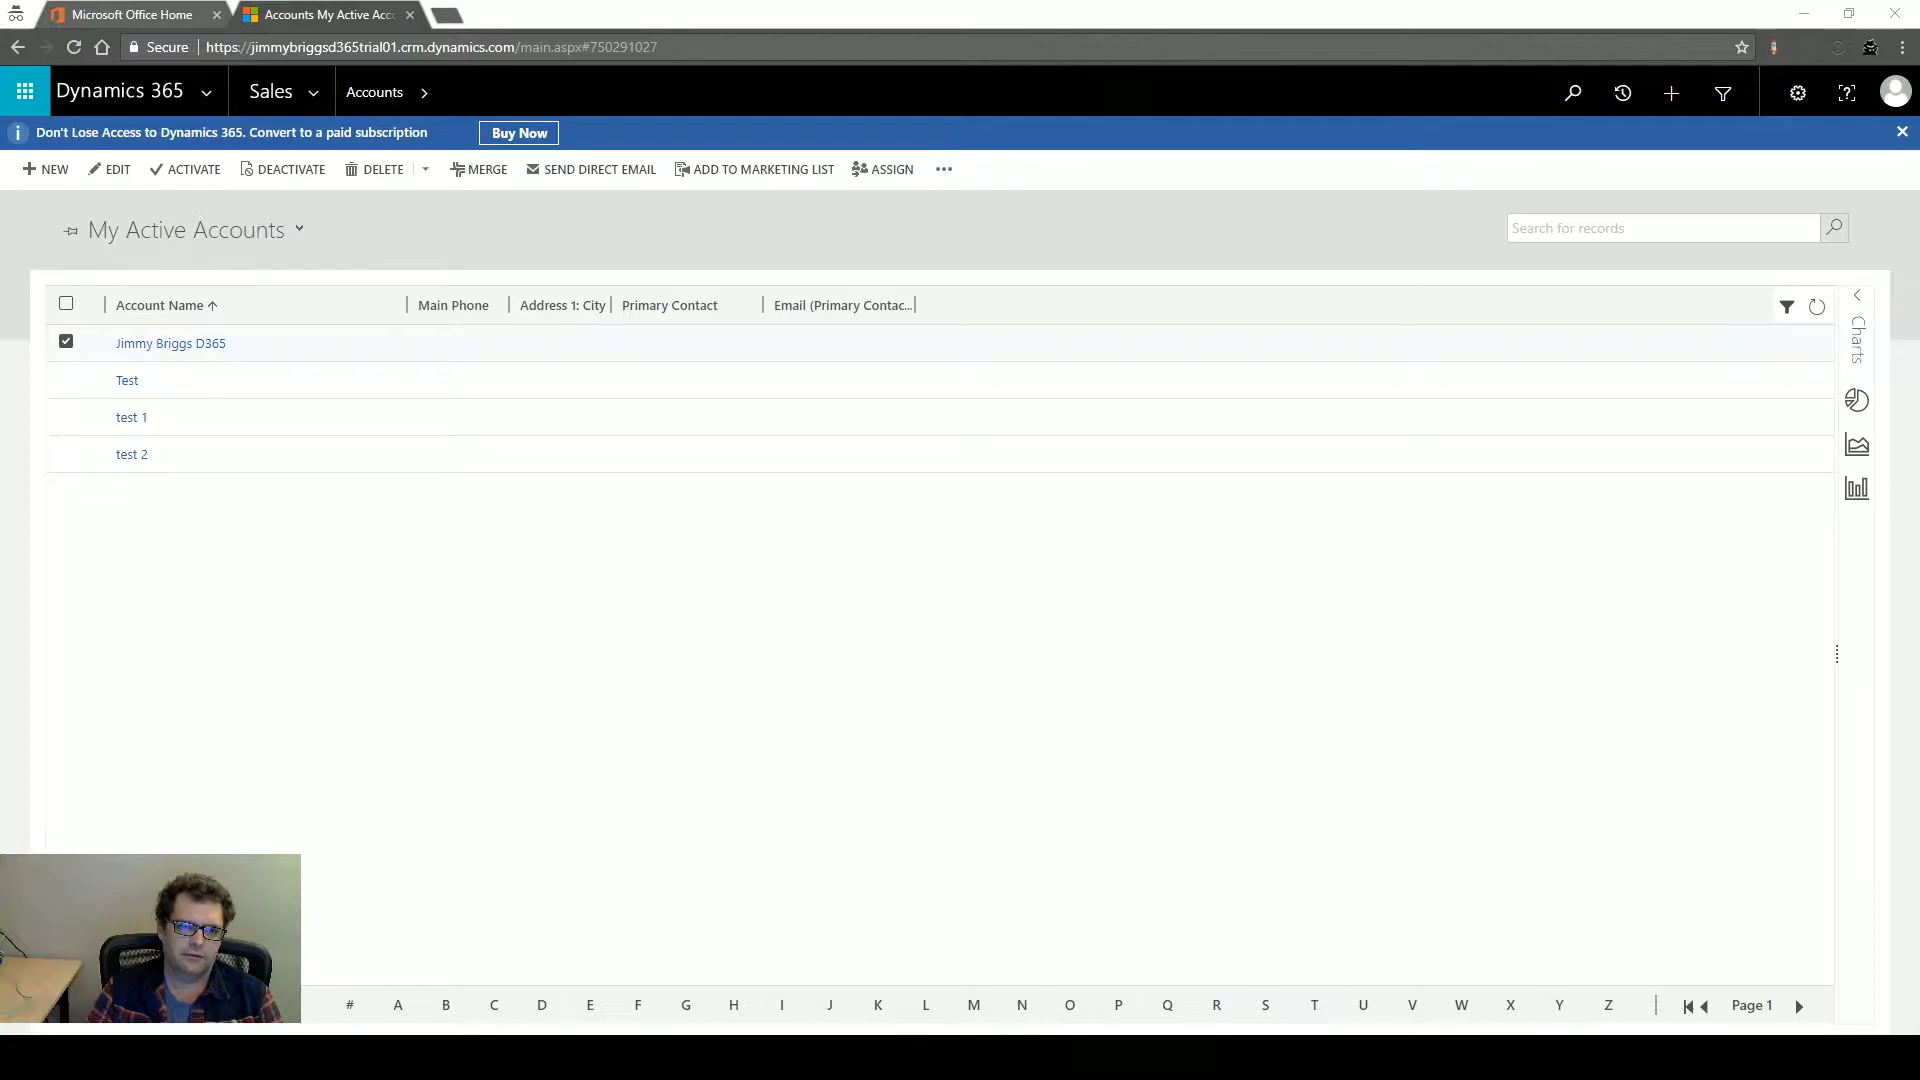 Microsoft Office Home
Accounts My Active Acc
Secure
https://jimmybriggsd365trial01.crm.dynamics.com/main.aspx#750291027
Dynamics 365
Sales
Accounts
Don't Lose Access to Dynamics 365. Convert to a paid subscription
Buy Now
NEW
EDIT
ACTIVATE
DEACTIVATE
DELETE
MERGE
SEND DIRECT EMAIL
ADD TO MARKETING LIST
ASSIGN
My Active Accounts
Search for records
Account Name
Main Phone
Address 1: City
Primary Contact
Email (Primary Contac...
Charts
Jimmy Briggs D365
Test
test 1
test 2
# A B C D E F G H I J K L M N O P Q R S T U V W X Y Z
Page 1